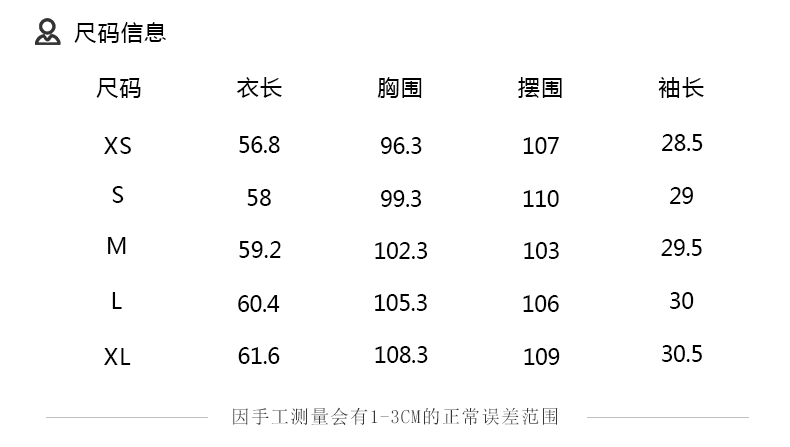 尺码信息
尺码 衣长 胸围 摆围 袖长
XS 56.8 96.3 107 28.5
S 58 99.3 110 29
M 59.2 102.3 103 29.5
L 60.4 105.3 106 30
XL 61.6 108.3 109 30.5
因手工测量会有1-3CM的正常误差范围